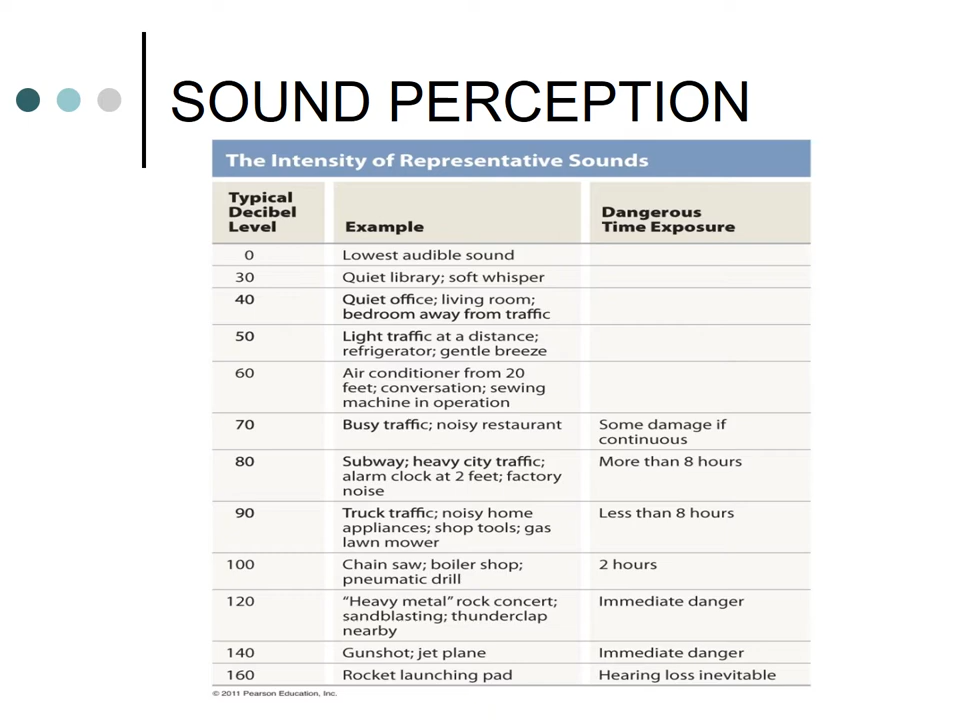 SOUND PERCEPTION
The Intensity of Representative Sounds
Typical
Decibel
Level
Example
Dangerous
Time Exposure
0 Lowest audible sound
30 Quiet library; soft whisper
40 Quiet office; living room;
bedroom away from traffic
50 Light traffic at a distance;
refrigerator; gentle breeze
60 Air conditioner from 20
feet; conversation; sewing
machine in operation
70 Busy traffic; noisy restaurant Some damage if
continuous
80 Subway; heavy city traffic; More than 8 hours
alarm clock at 2 feet; factory
noise
90 Truck traffic; noisy home Less than 8 hours
appliances; shop tools; gas
lawn mower
100 Chain saw; boiler shop; 2 hours
pneumatic drill
120 “Heavy metal” rock concert; Immediate danger
sandblasting; thunderclap
nearby
140 Gunshot; jet plane Immediate danger
160 Rocket launching pad Hearing loss inevitable
© 2011 Pearson Education, Inc.